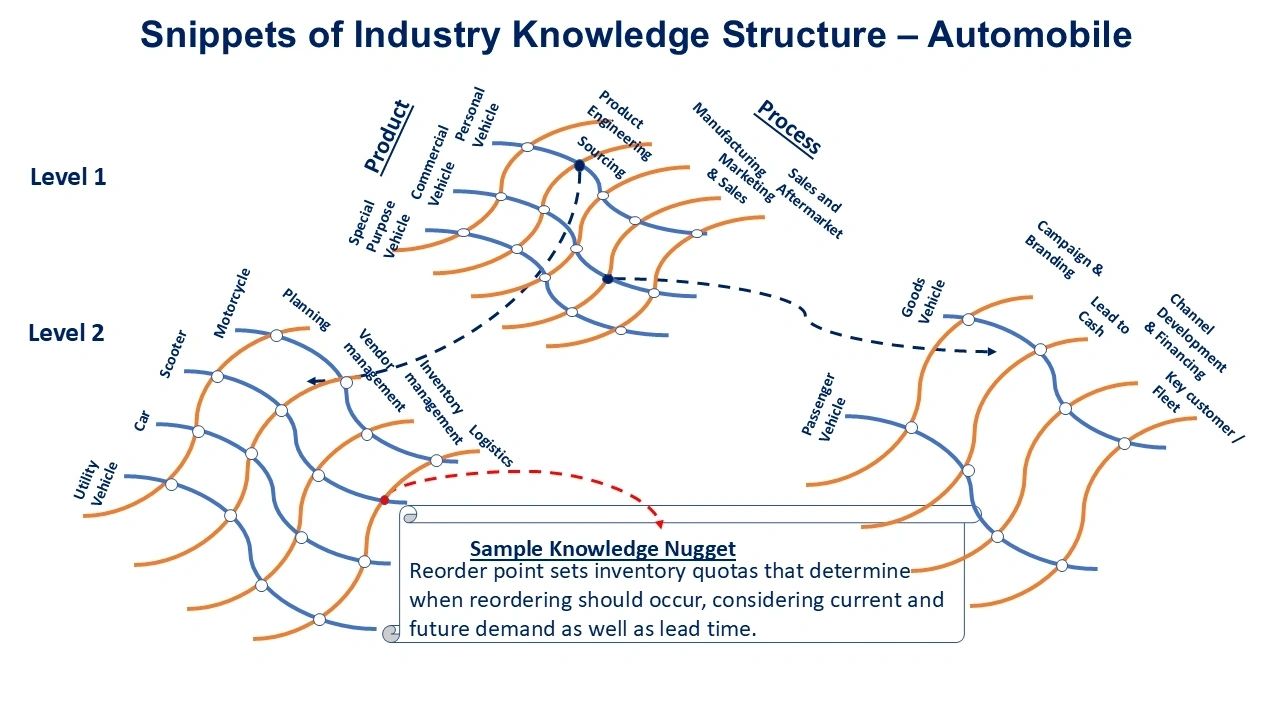 Snippets of Industry Knowledge Structure – Automobile
Product
Process
Level 1
Personal
Vehicle
Commercial
Vehicle
Special
Purpose
Vehicle
Product
Engineering
Sourcing
Manufacturing
Marketing
& Sales
Sales and
Aftermarket
Level 2
Motorcycle
Scooter
Car
Utility
Vehicle
Planning
Vendor
management
Inventory
management
Logistics
Goods
Vehicle
Passenger
Vehicle
Campaign &
Branding
Lead to
Cash
Channel
Development
& Financing
Key customer /
Fleet
Sample Knowledge Nugget
Reorder point sets inventory quotas that determine
when reordering should occur, considering current and
future demand as well as lead time.